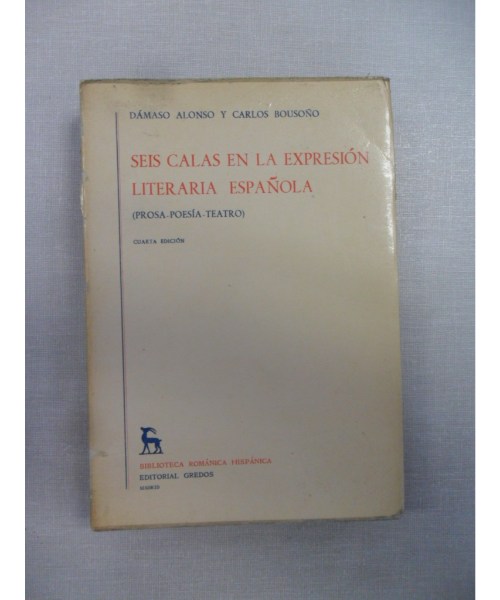 DÁMASO ALONSO Y CARLOS BOUSOÑO
SEIS CALAS EN LA EXPRESIÓN
LITERARIA ESPAÑOLA
(PROSA-POESÍA-TEATRO)
CUARTA EDICIÓN
BIBLIOTECA ROMÁNICA HISPÁNICA
EDITORIAL GREDOS
MADRID